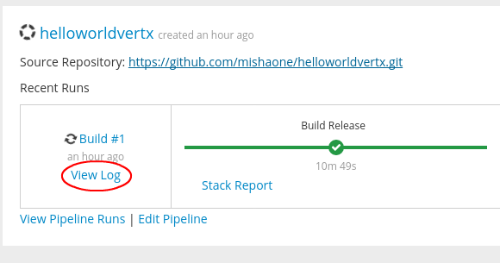 helloworldvertx created an hour ago
Source Repository: https://github.com/mishaone/helloworldvertx.git
Recent Runs
Build #1
an hour ago
View Log
Build Release
10m 49s
Stack Report
View Pipeline Runs | Edit Pipeline